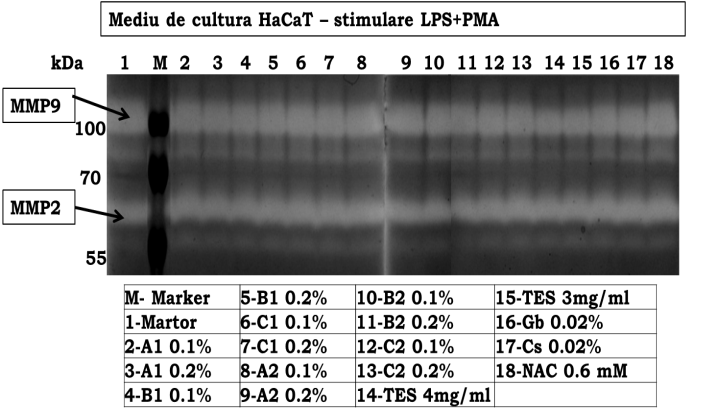 Mediu de cultura HaCaT – stimulare LPS+PMA
kDa 1 M 2 3 4 5 6 7 8 9 10 11 12 13 14 15 16 17 18
MMP9
100
70
MMP2
55
M- Marker 5-B1 0.2% 10-B2 0.1% 15-TES 3mg/ml
1-Martor 6-C1 0.1% 11-B2 0.2% 16-Gb 0.02%
2-A1 0.1% 7-C1 0.2% 12-C2 0.1% 17-Cs 0.02%
3-A1 0.2% 8-A2 0.1% 13-C2 0.2% 18-NAC 0.6 mM
4-B1 0.1% 9-A2 0.2% 14-TES 4mg/ml